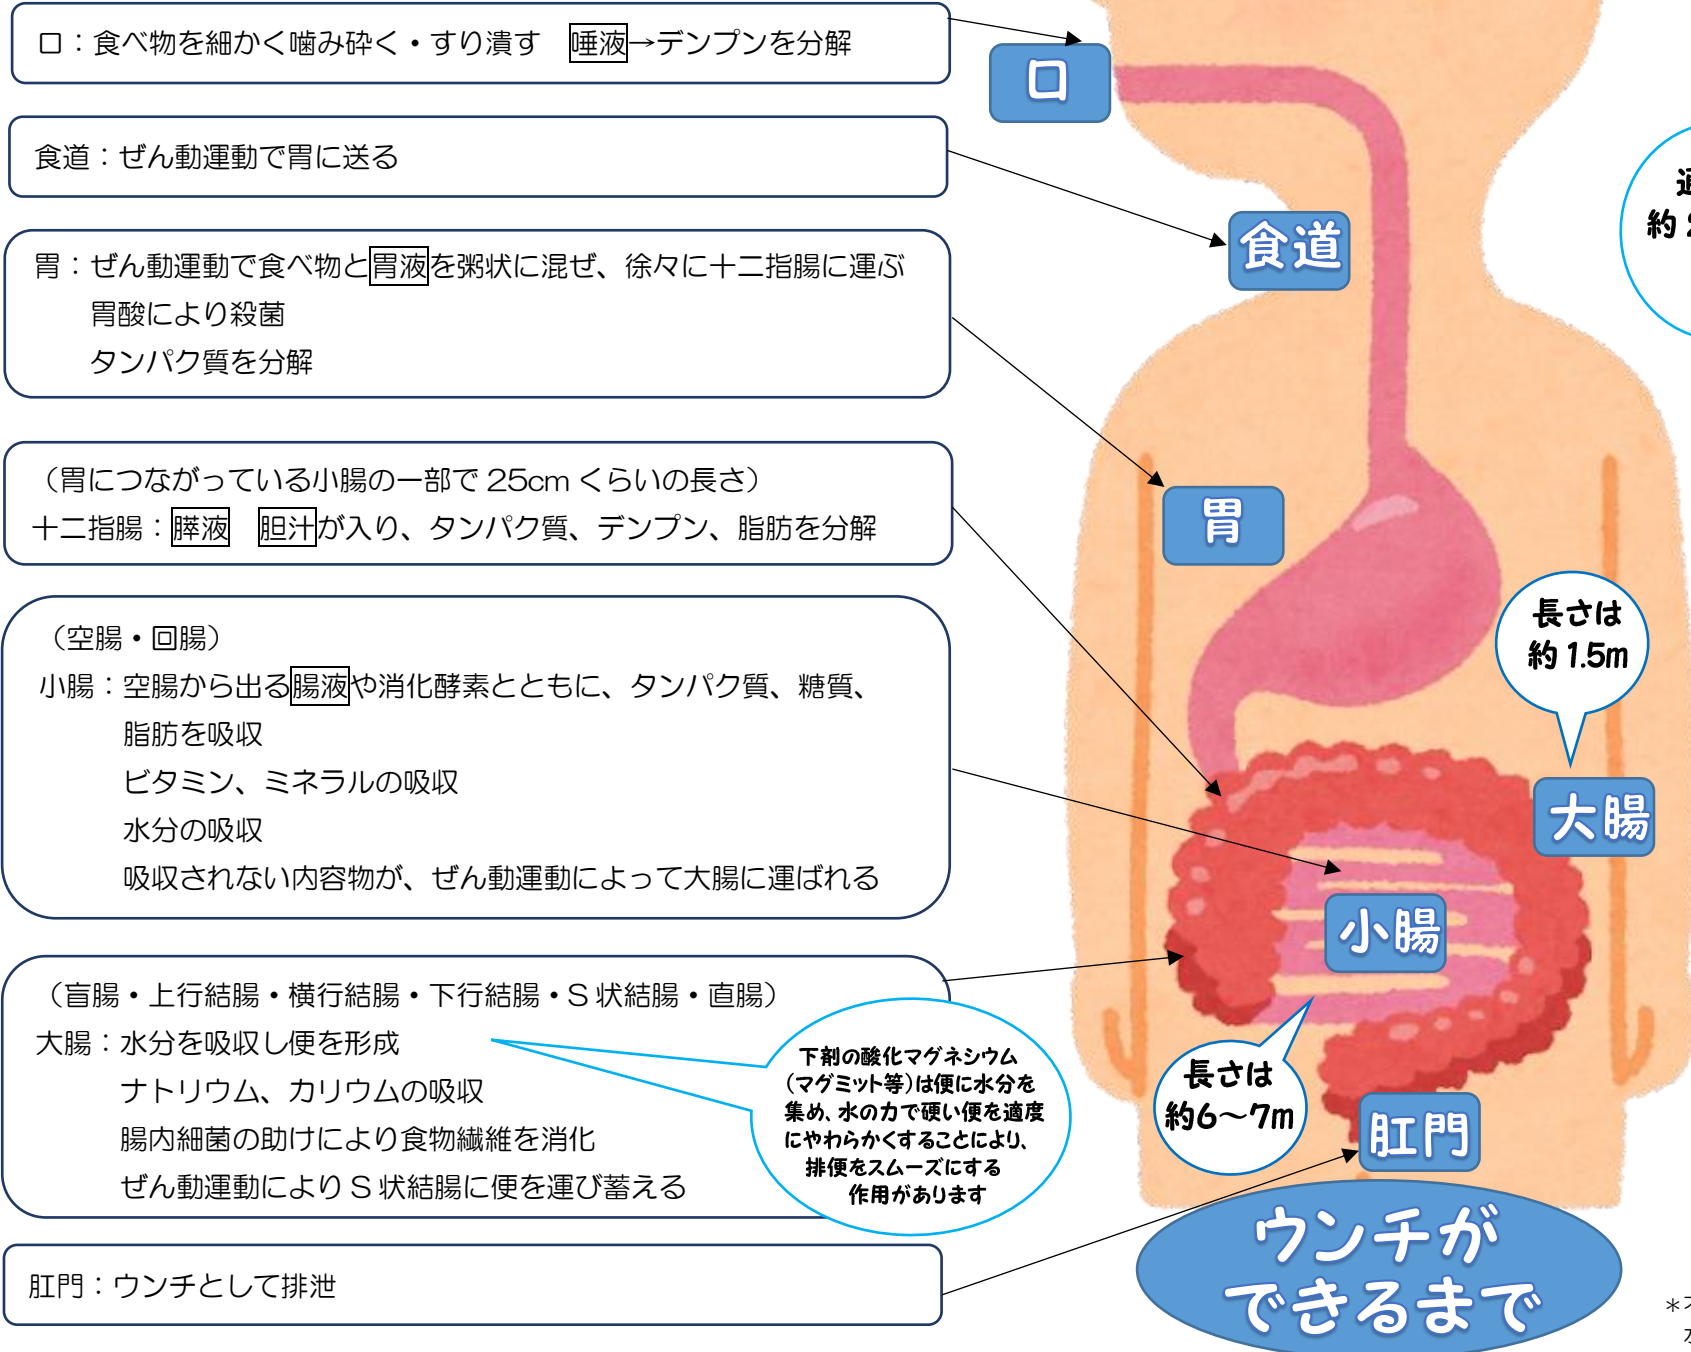 口：食べ物を細かく噛み砕く・すり潰す　唾液→デンプンを分解
口
食道：ぜん動運動で胃に送る
食道
胃：ぜん動運動で食べ物と胃液を粥状に混ぜ、徐々に十二指腸に運ぶ
胃酸により殺菌
タンパク質を分解
胃
（胃につながっている小腸の一部で 25cm くらいの長さ）
十二指腸：膵液　胆汁が入り、タンパク質、デンプン、脂肪を分解
（空腸・回腸）
小腸：空腸から出る腸液や消化酵素とともに、タンパク質、糖質、
脂肪を吸収
ビタミン、ミネラルの吸収
水分の吸収
吸収されない内容物が、ぜん動運動によって大腸に運ばれる
長さは
約 1.5m
大腸
小腸
長さは
約6～7m
（盲腸・上行結腸・横行結腸・下行結腸・S 状結腸・直腸）
大腸：水分を吸収し便を形成
ナトリウム、カリウムの吸収
腸内細菌の助けにより食物繊維を消化
ぜん動運動により S 状結腸に便を運び蓄える
下剤の酸化マグネシウム
（マグミット等）は便に水分を
集め、水の力で硬い便を適度
にやわらかくすることにより、
排便をスムーズにする
作用があります
肛門
肛門：ウンチとして排泄
ウンチが
できるまで
約